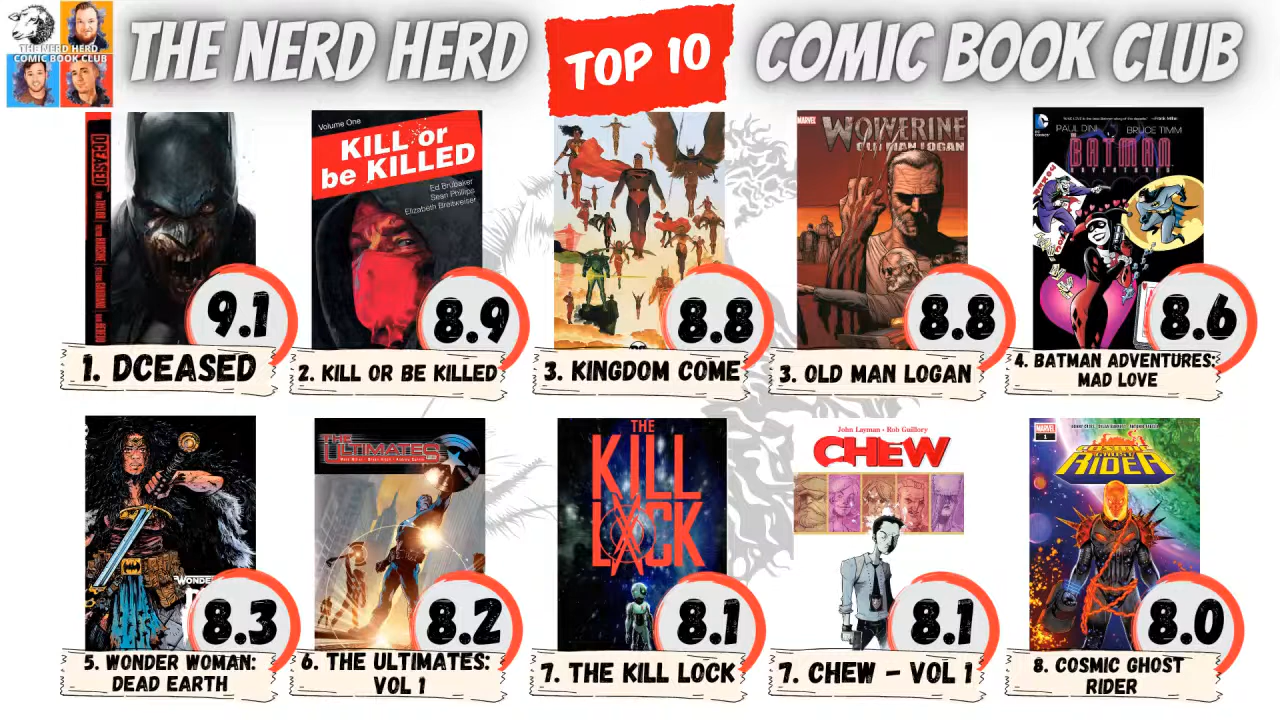 THE NERD HERD
COMIC BOOK CLUB
THE NERD HERD
TOP 10
COMIC BOOK CLUB
DCEASED
9.1
1. DCEASED
Volume One
KILL or
be KILLED
Ed Brubaker
Sean Phillips
Elizabeth Breitweiser
8.9
2. KILL OR BE KILLED
8.8
3. KINGDOM COME
MARVEL
WOLVERINE
OLD MAN LOGAN
8.8
3. OLD MAN LOGAN
PAUL DINI
BRUCE TIMM
BATMAN
ADVENTURES
8.6
4. BATMAN ADVENTURES:
MAD LOVE
WONDE
8.3
5. WONDER WOMAN:
DEAD EARTH
THE
ULTIMATES
8.2
6. THE ULTIMATES:
VOL 1
THE
KILL
LOCK
8.1
7. THE KILL LOCK
John Layman • Rob Guillory
CHEW
8.1
7. CHEW – VOL 1
MARVEL
1
COSMIC GHOST
RIDER
8.0
8. COSMIC GHOST
RIDER